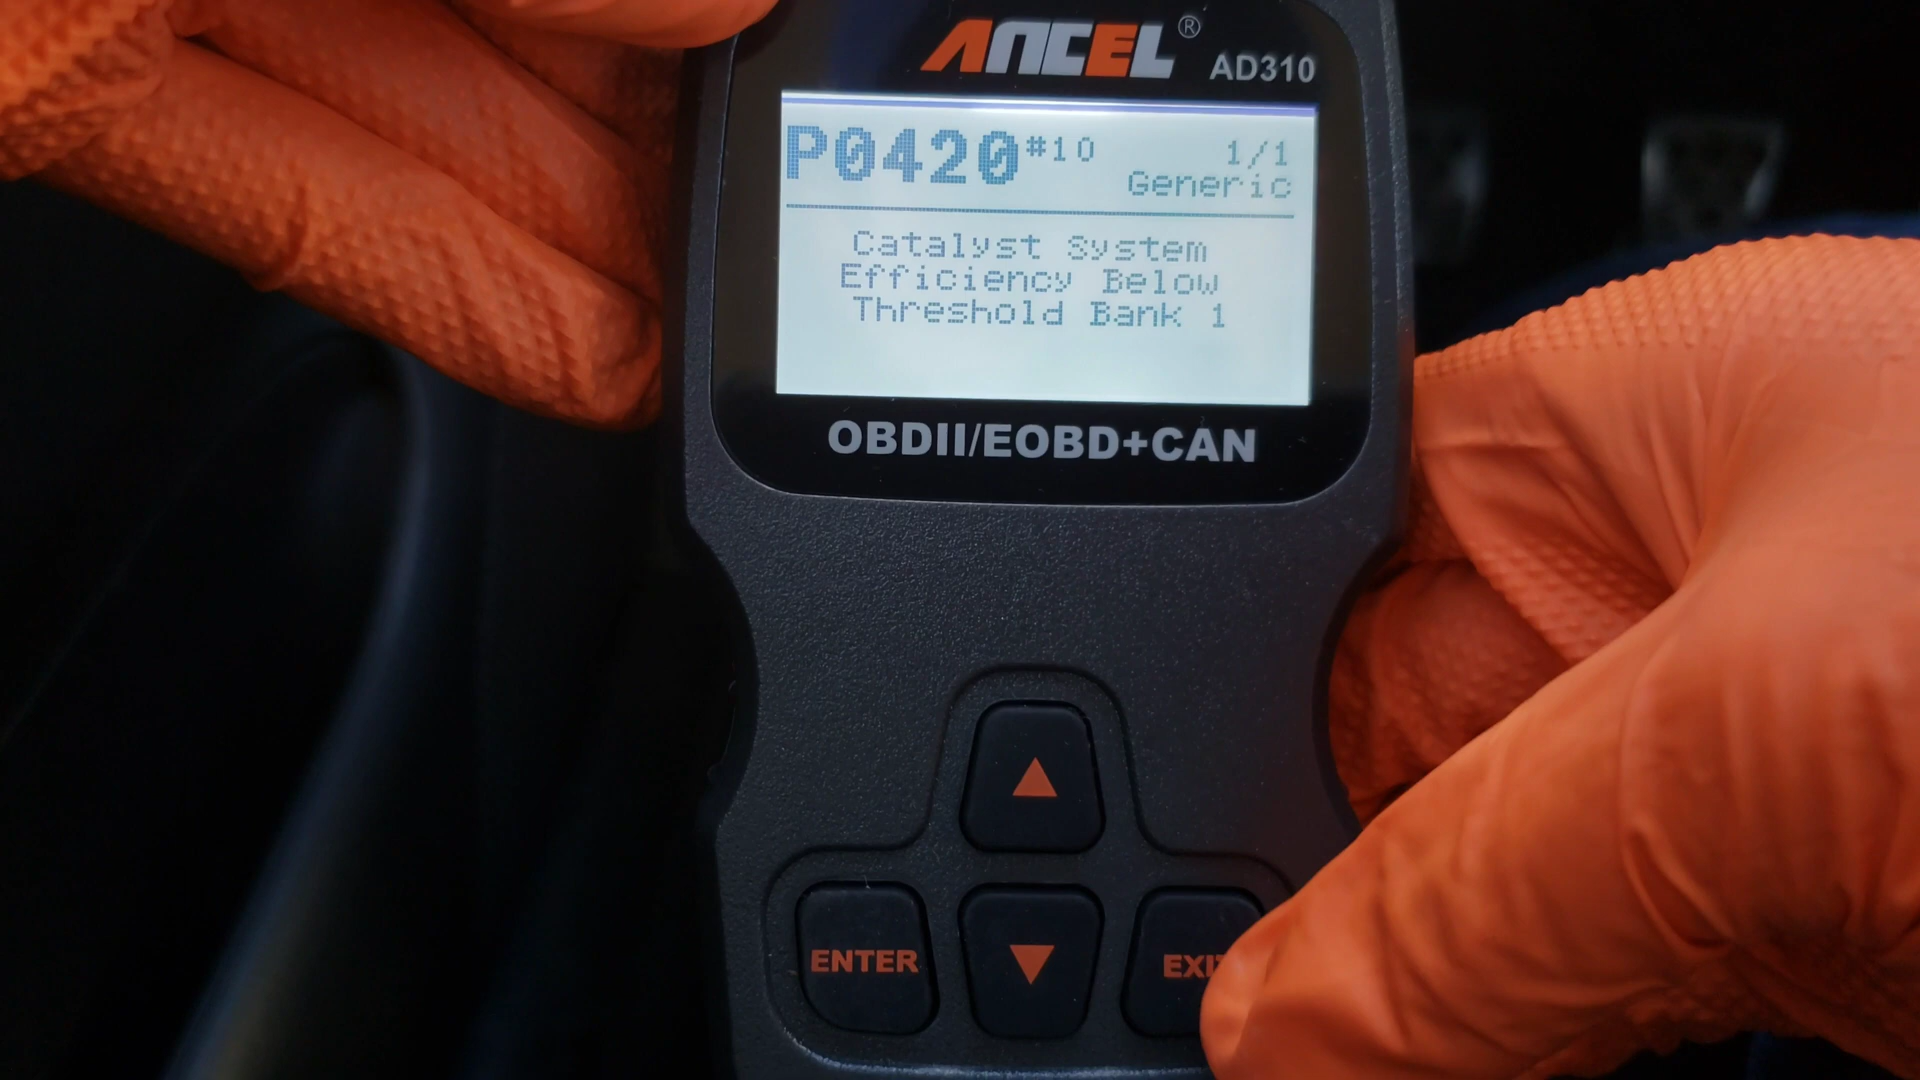 ANCEL®
AD310
P0420 #10 1/1
Generic
Catalyst System
Efficiency Below
Threshold Bank 1
OBDII/EOBD+CAN
ENTER
EXIT